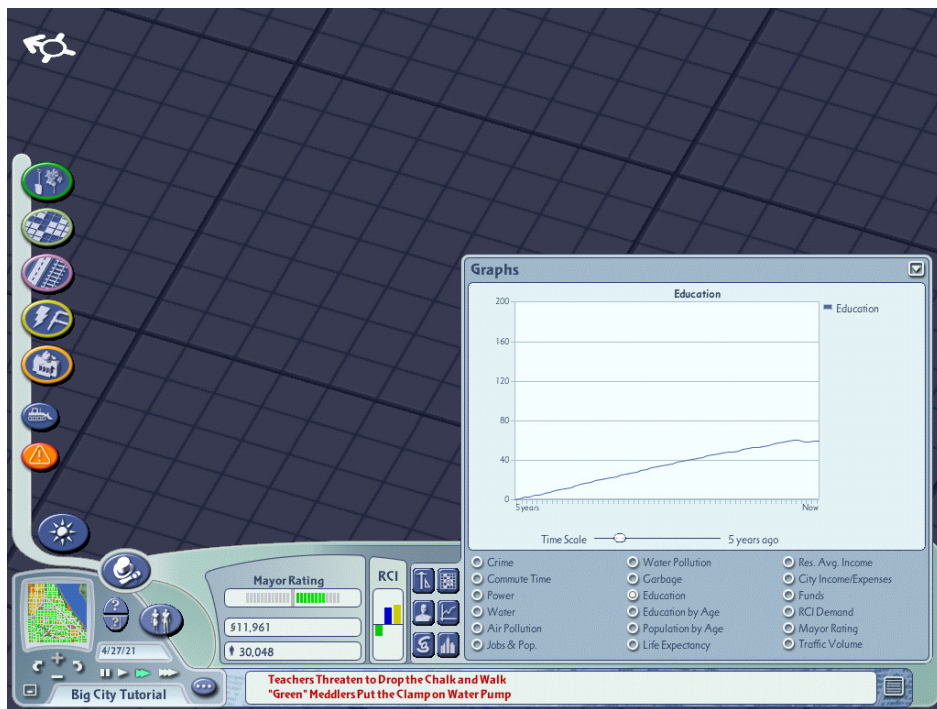 Graphs
Education
200
160
120
80
40
0
Education
5 years
Now
Time Scale
5 years ago
Crime
Commute Time
Power
Water
Air Pollution
Jobs & Pop.
Water Pollution
Garbage
Education
Education by Age
Population by Age
Life Expectancy
Res. Avg. Income
City Income/Expenses
Funds
RCI Demand
Mayor Rating
Traffic Volume
Mayor Rating
RCI
§11,961
30,048
?
?
4/27/21
Big City Tutorial
Teachers Threaten to Drop the Chalk and Walk
"Green" Meddlers Put the Clamp on Water Pump